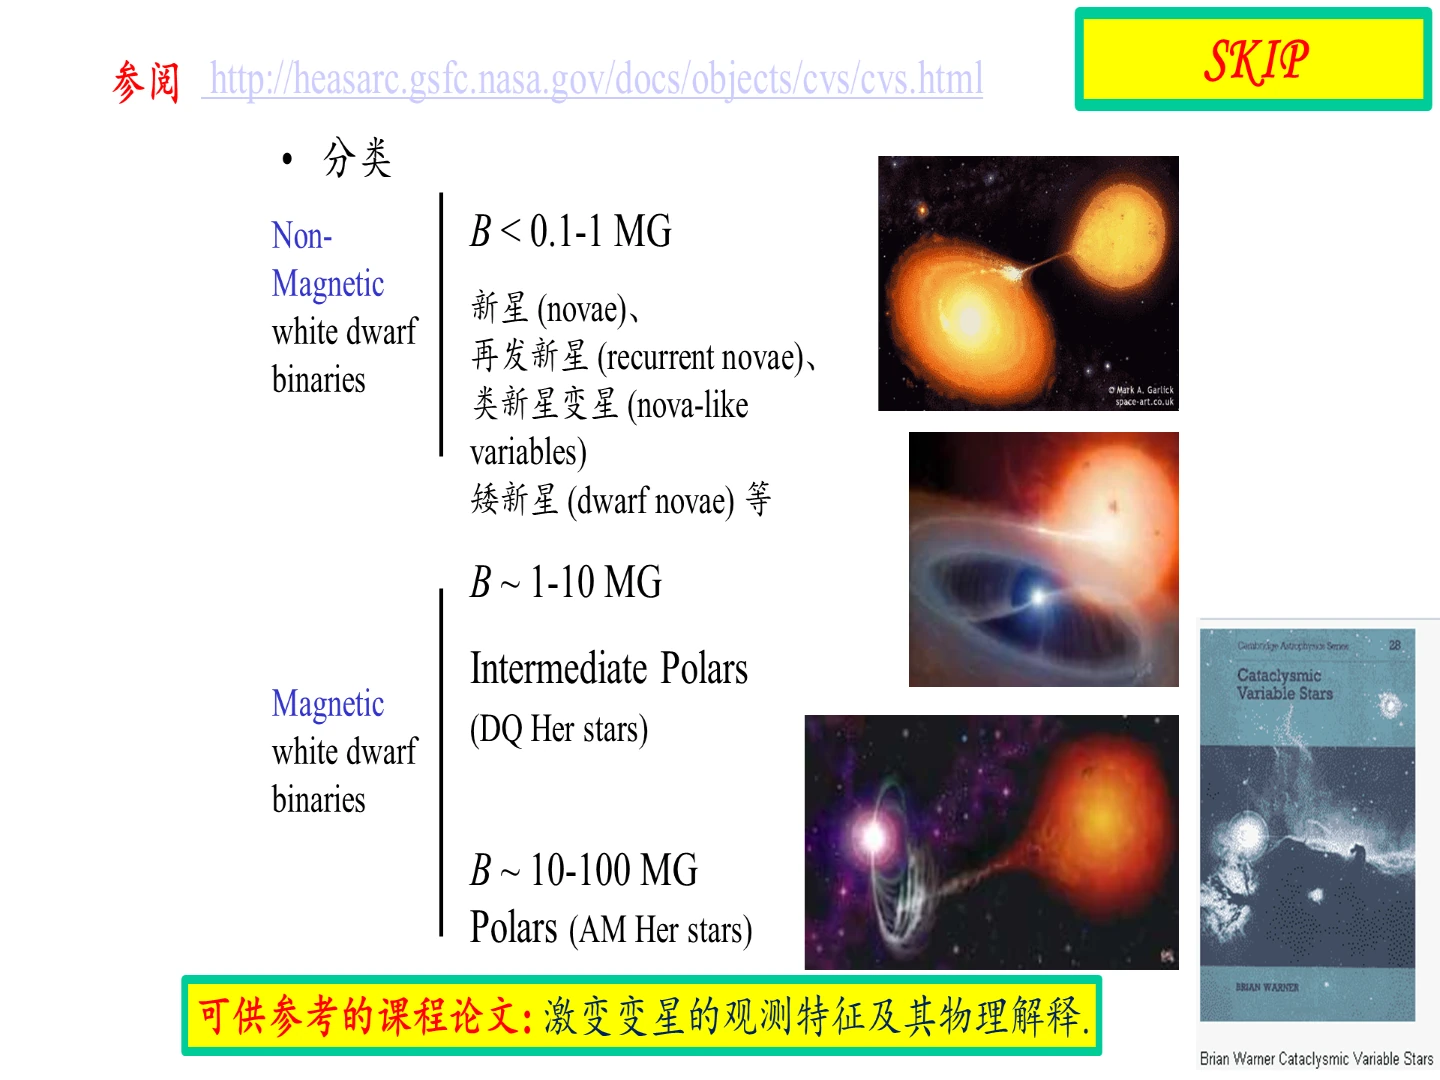 参阅 http://heasarc.gsfc.nasa.gov/docs/objects/cvs/cvs.html
SKIP
• 分类
Non-
Magnetic
white dwarf
binaries
B < 0.1-1 MG
新星 (novae)、
再发新星 (recurrent novae)、
类新星变星 (nova-like
variables)
矮新星 (dwarf novae) 等
Magnetic
white dwarf
binaries
B ~ 1-10 MG
Intermediate Polars
(DQ Her stars)
B ~ 10-100 MG
Polars (AM Her stars)
© Mark A. Garlick
space-art.co.uk
Cambridge Astrophysics Series 28
Cataclysmic
Variable Stars
BRIAN WARNER
Brian Warner Cataclysmic Variable Stars
可供参考的课程论文: 激变变星的观测特征及其物理解释.